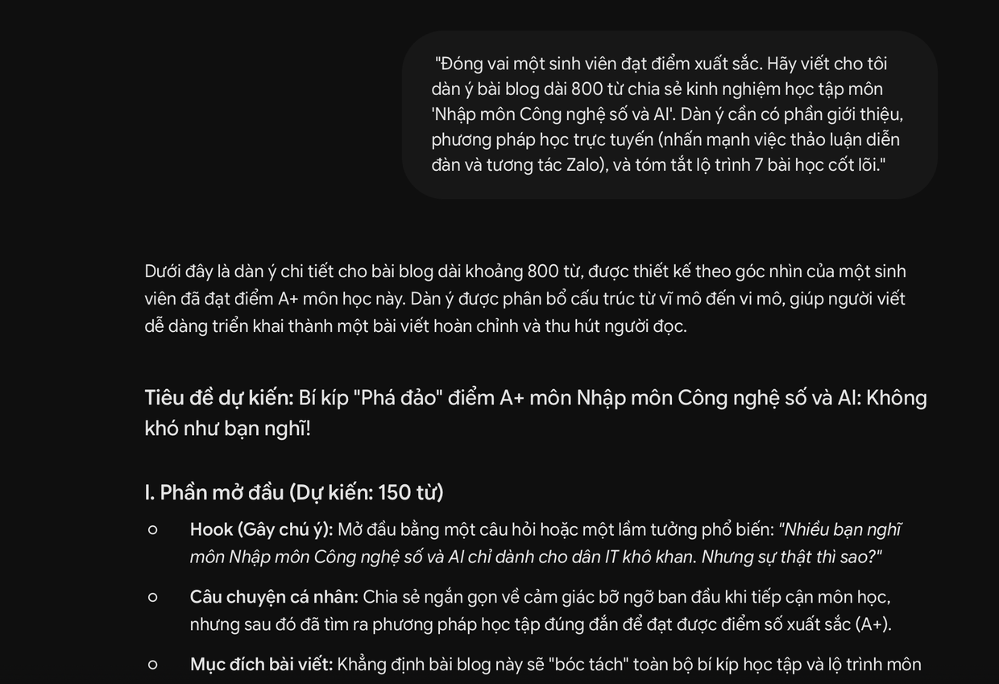 "Đóng vai một sinh viên đạt điểm xuất sắc. Hãy viết cho tôi
dàn ý bài blog dài 800 từ chia sẻ kinh nghiệm học tập môn
'Nhập môn Công nghệ số và AI'. Dàn ý cần có phần giới thiệu,
phương pháp học trực tuyến (nhấn mạnh việc thảo luận diễn
đàn và tương tác Zalo), và tóm tắt lộ trình 7 bài học cốt lõi."
Dưới đây là dàn ý chi tiết cho bài blog dài khoảng 800 từ, được thiết kế theo góc nhìn của một sinh
viên đã đạt điểm A+ môn học này. Dàn ý được phân bổ cấu trúc từ vĩ mô đến vi mô, giúp người viết
dễ dàng triển khai thành một bài viết hoàn chỉnh và thu hút người đọc.
Tiêu đề dự kiến: Bí kíp "Phá đảo" điểm A+ môn Nhập môn Công nghệ số và AI: Không
khó như bạn nghĩ!
I. Phần mở đầu (Dự kiến: 150 từ)
Hook (Gây chú ý): Mở đầu bằng một câu hỏi hoặc một lầm tưởng phổ biến: "Nhiều bạn nghĩ
môn Nhập môn Công nghệ số và AI chỉ dành cho dân IT khô khan. Nhưng sự thật thì sao?"
Câu chuyện cá nhân: Chia sẻ ngắn gọn về cảm giác bỡ ngỡ ban đầu khi tiếp cận môn học,
nhưng sau đó đã tìm ra phương pháp học tập đúng đắn để đạt được điểm số xuất sắc (A+).
Mục đích bài viết: Khẳng định bài blog này sẽ "bóc tách" toàn bộ bí kíp học tập và lộ trình môn